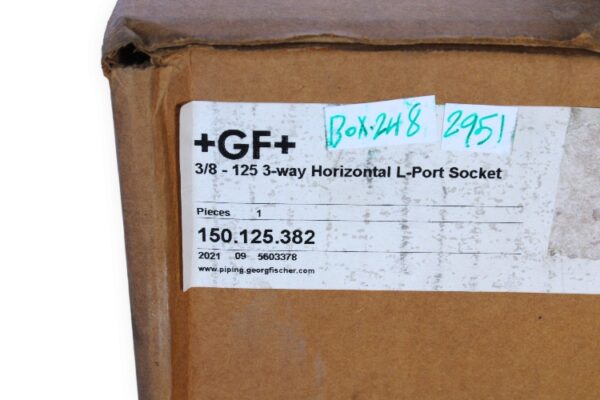 Box.248 2951
+GF+
3/8 - 125 3-way Horizontal L-Port Socket
Pieces 1
150.125.382
2021 09 5603378
www.piping.georgfischer.com